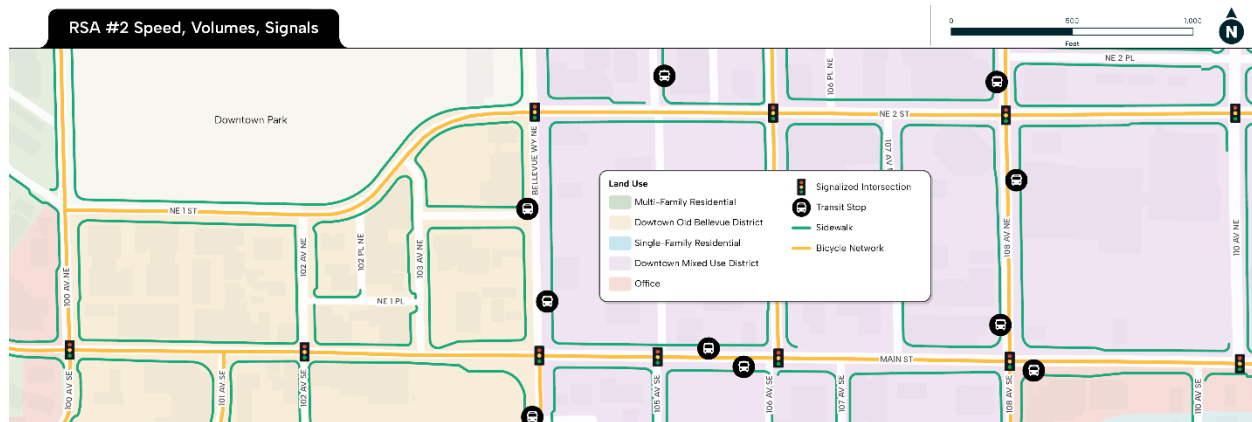 RSA #2 Speed, Volumes, Signals
0 500 1,000
Feet
N
NE 2 PL
106 PL NE
Downtown Park
BELLEVUE WY NE
NE 2 ST
107 AV
110 AV NE
Land Use
Multi-Family Residential
Dowtown Old Bellevue District
Single-Family Residential
Downtown Mixed Use District
Office
Signalized Intersection
Transit Stop
Sidewalk
Bicycle Network
NE 1 ST
100 AV NE
102 AV NE
102 PL NE
103 AV NE
108 AV NE
NE 1 PL
MAIN ST
100 AV SE
101 AV SE
102 AV SE
105 AV SE
106 AV SE
107 AV SE
108 AV SE
110 AV SE